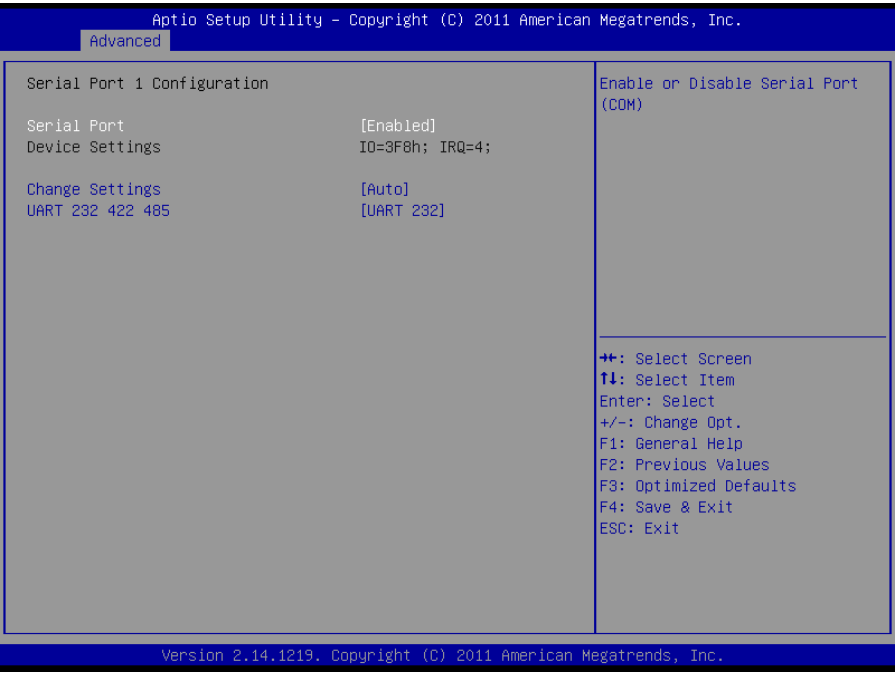 Aptio Setup Utility – Copyright (C) 2011 American Megatrends, Inc.
Advanced
Serial Port 1 Configuration
Serial Port [Enabled]
Device Settings IO=3F8h; IRQ=4;
Change Settings [Auto]
UART 232 422 485 [UART 232]
Enable or Disable Serial Port
(COM)
→←: Select Screen
↑↓: Select Item
Enter: Select
+/-: Change Opt.
F1: General Help
F2: Previous Values
F3: Optimized Defaults
F4: Save & Exit
ESC: Exit
Version 2.14.1219. Copyright (C) 2011 American Megatrends, Inc.